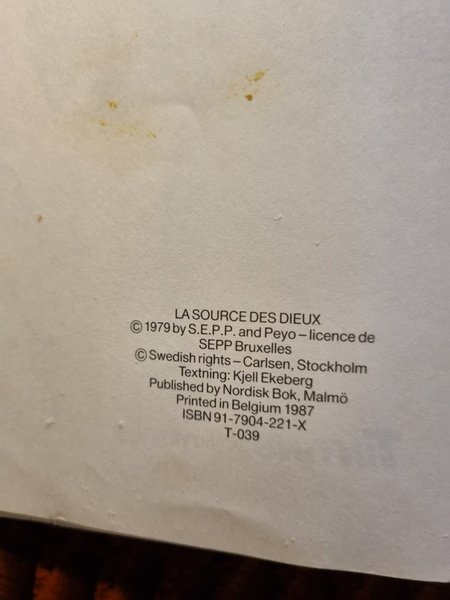 LA SOURCE DES DIEUX
© 1979 by S.E.P.P. and Peyo – licence de
SEPP Bruxelles
© Swedish rights – Carlsen, Stockholm
Textning: Kjell Ekeberg
Published by Nordisk Bok, Malmö
Printed in Belgium 1987
ISBN 91-7904-221-X
T-039